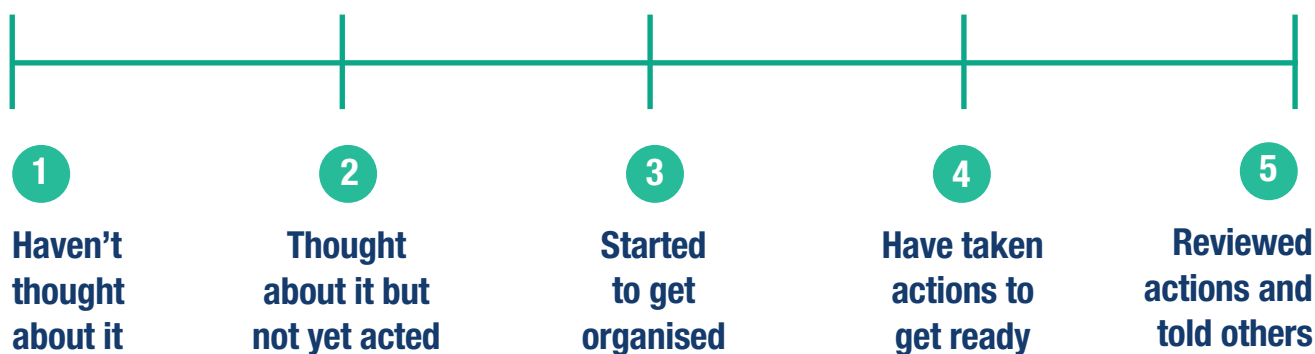 1
Haven’t
thought
about it
2
Thought
about it but
not yet acted
3
Started
to get
organised
4
Have taken
actions to
get ready
5
Reviewed
actions and
told others